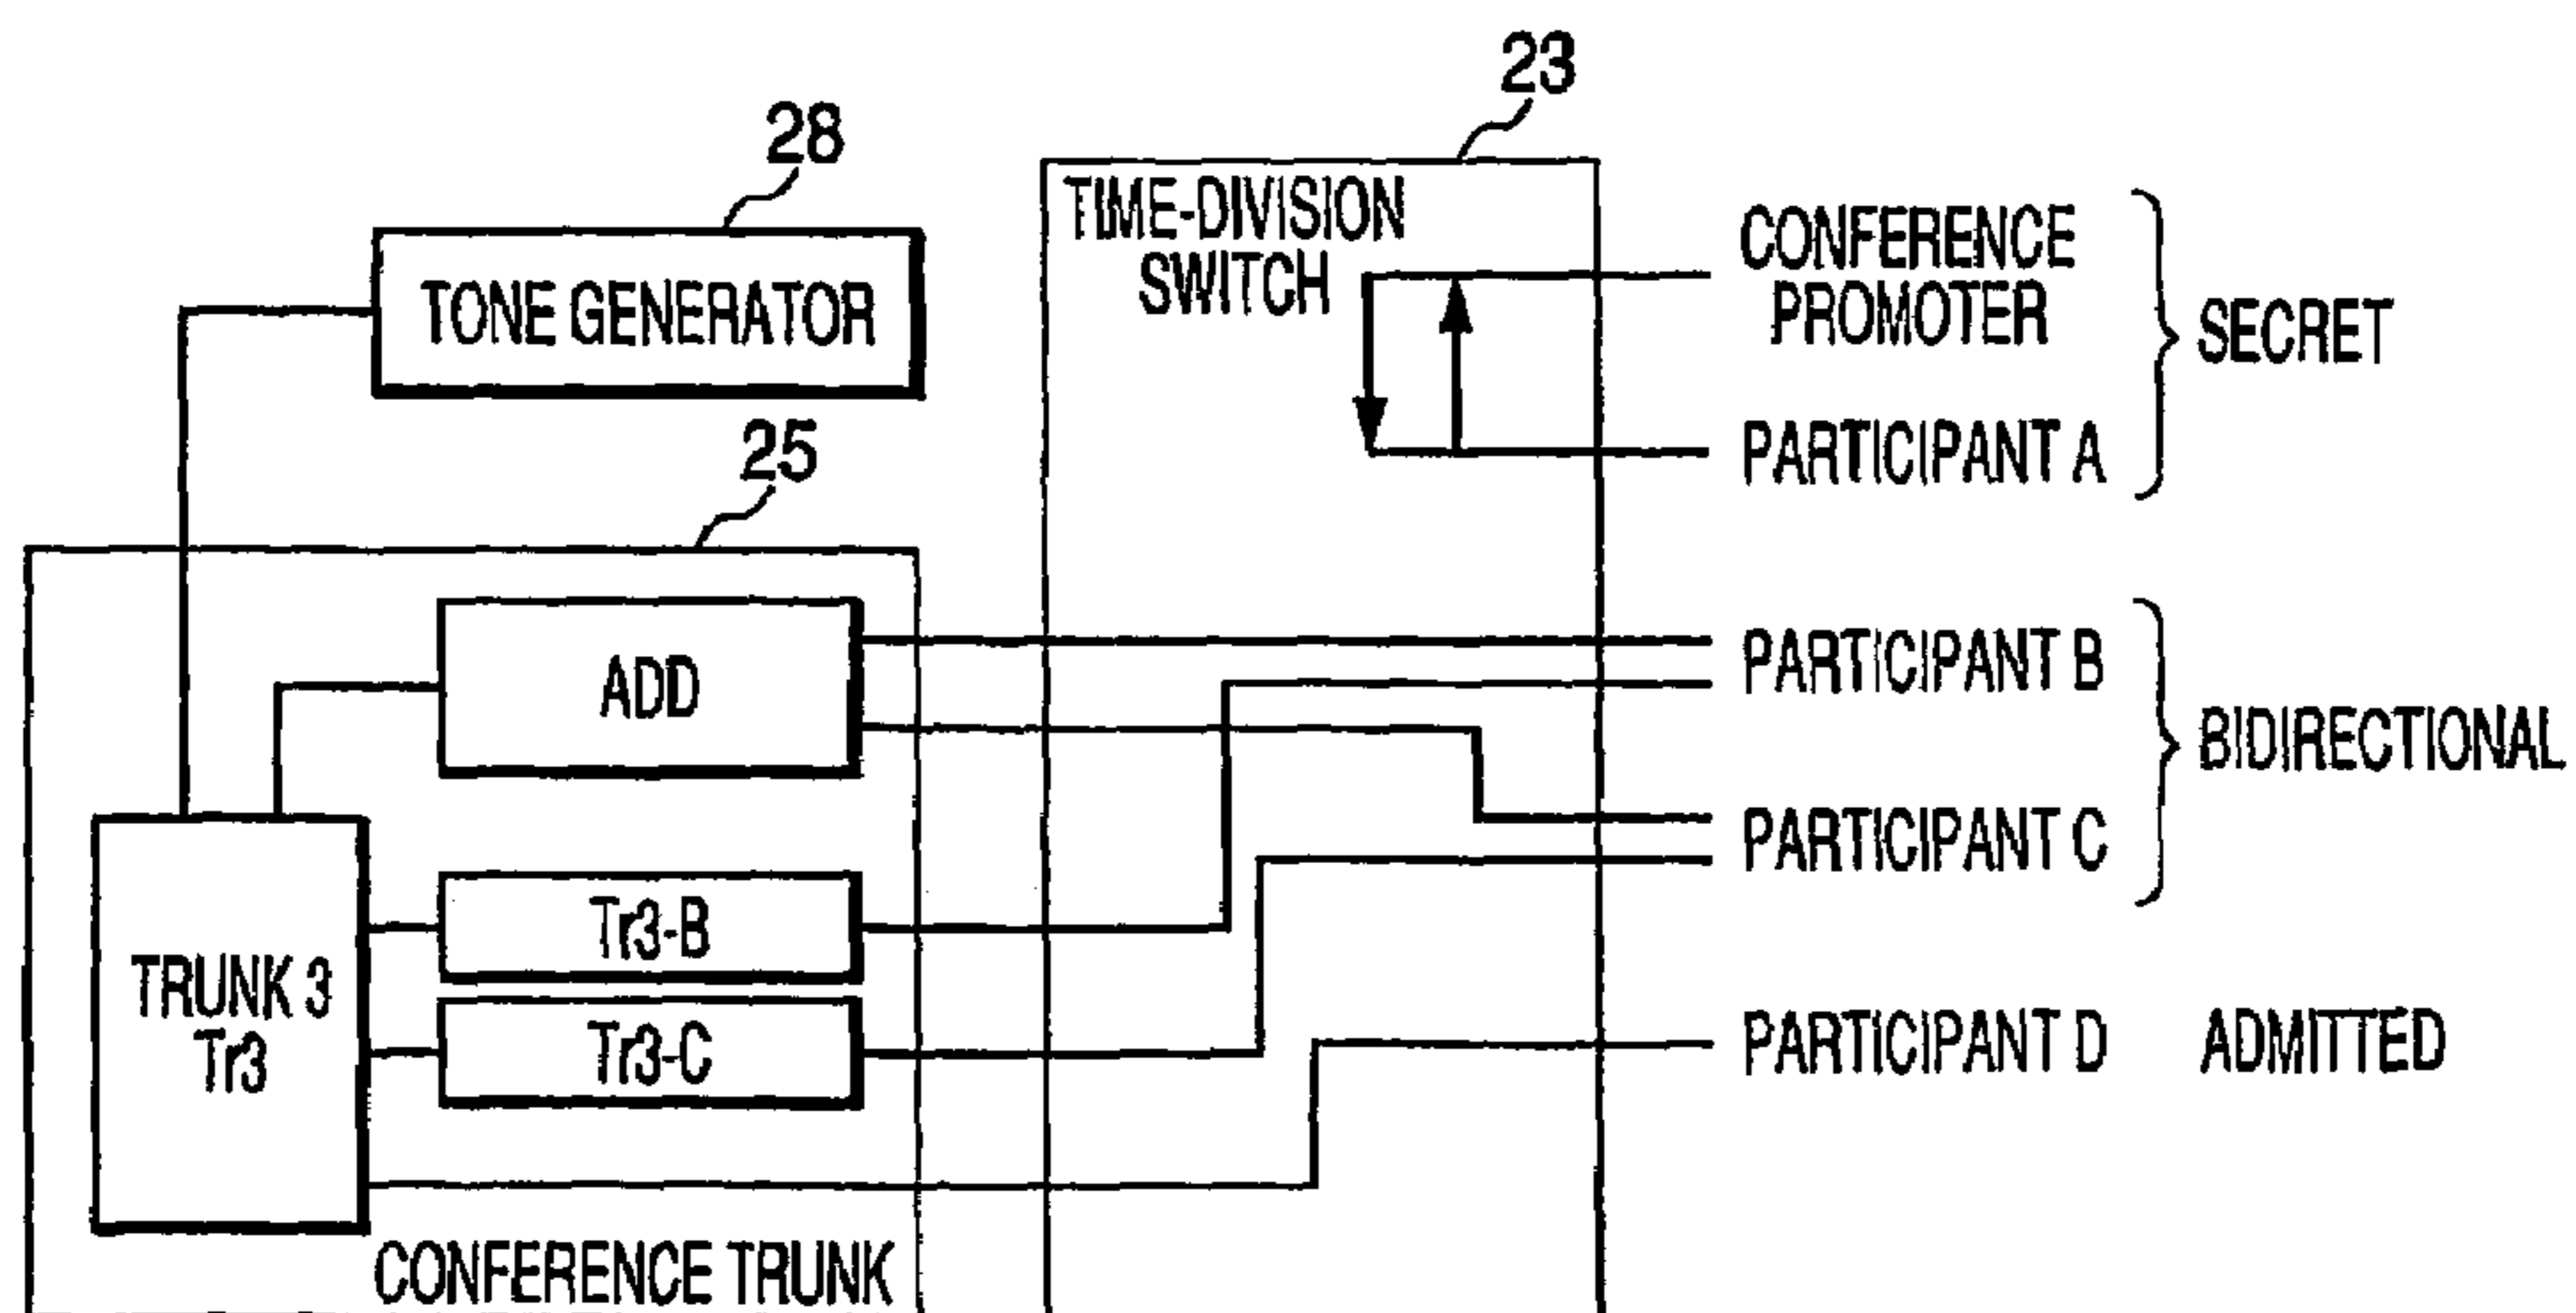 23
28
TIME-DIVISION
SWITCH
CONFERENCE
PROMOTER
SECRET
TONE GENERATOR
PARTICIPANT A
25
ADD
PARTICIPANT B
BIDIRECTIONAL
PARTICIPANT C
Tr3-B
TRUNK 3
Tr3
Tr3-C
PARTICIPANT D ADMITTED
CONFERENCE TRUNK